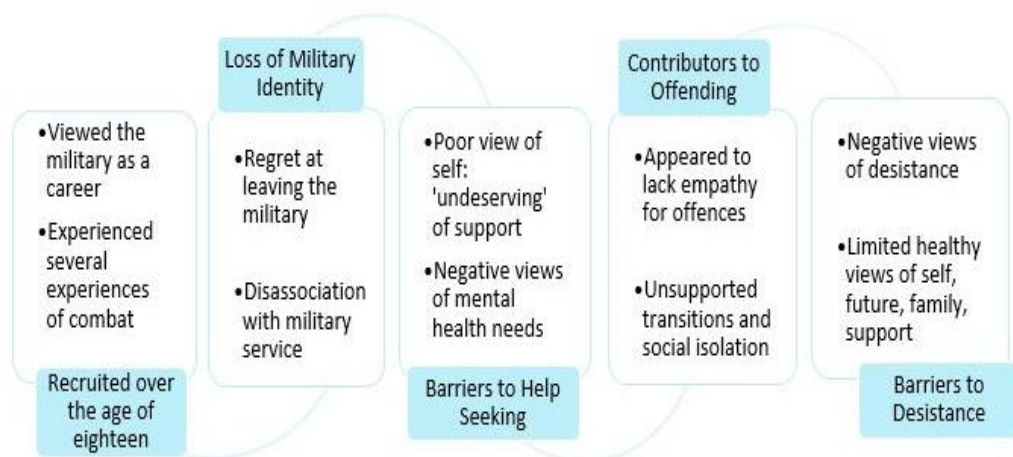 •Viewed the
military as a
career
•Experienced
several
experiences
of combat
Recruited over
the age of
eighteen
Loss of Military
Identity
•Regret at
leaving the
military
•Disassociation
with military
service
•Poor view of
self:
'undeserving'
of support
•Negative views
of mental
health needs
Barriers to Help
Seeking
Contributors to
Offending
•Appeared to
lack empathy
for offences
•Unsupported
transitions and
social isolation
•Negative views
of desistance
•Limited healthy
views of self,
future, family,
support
Barriers to
Desistance